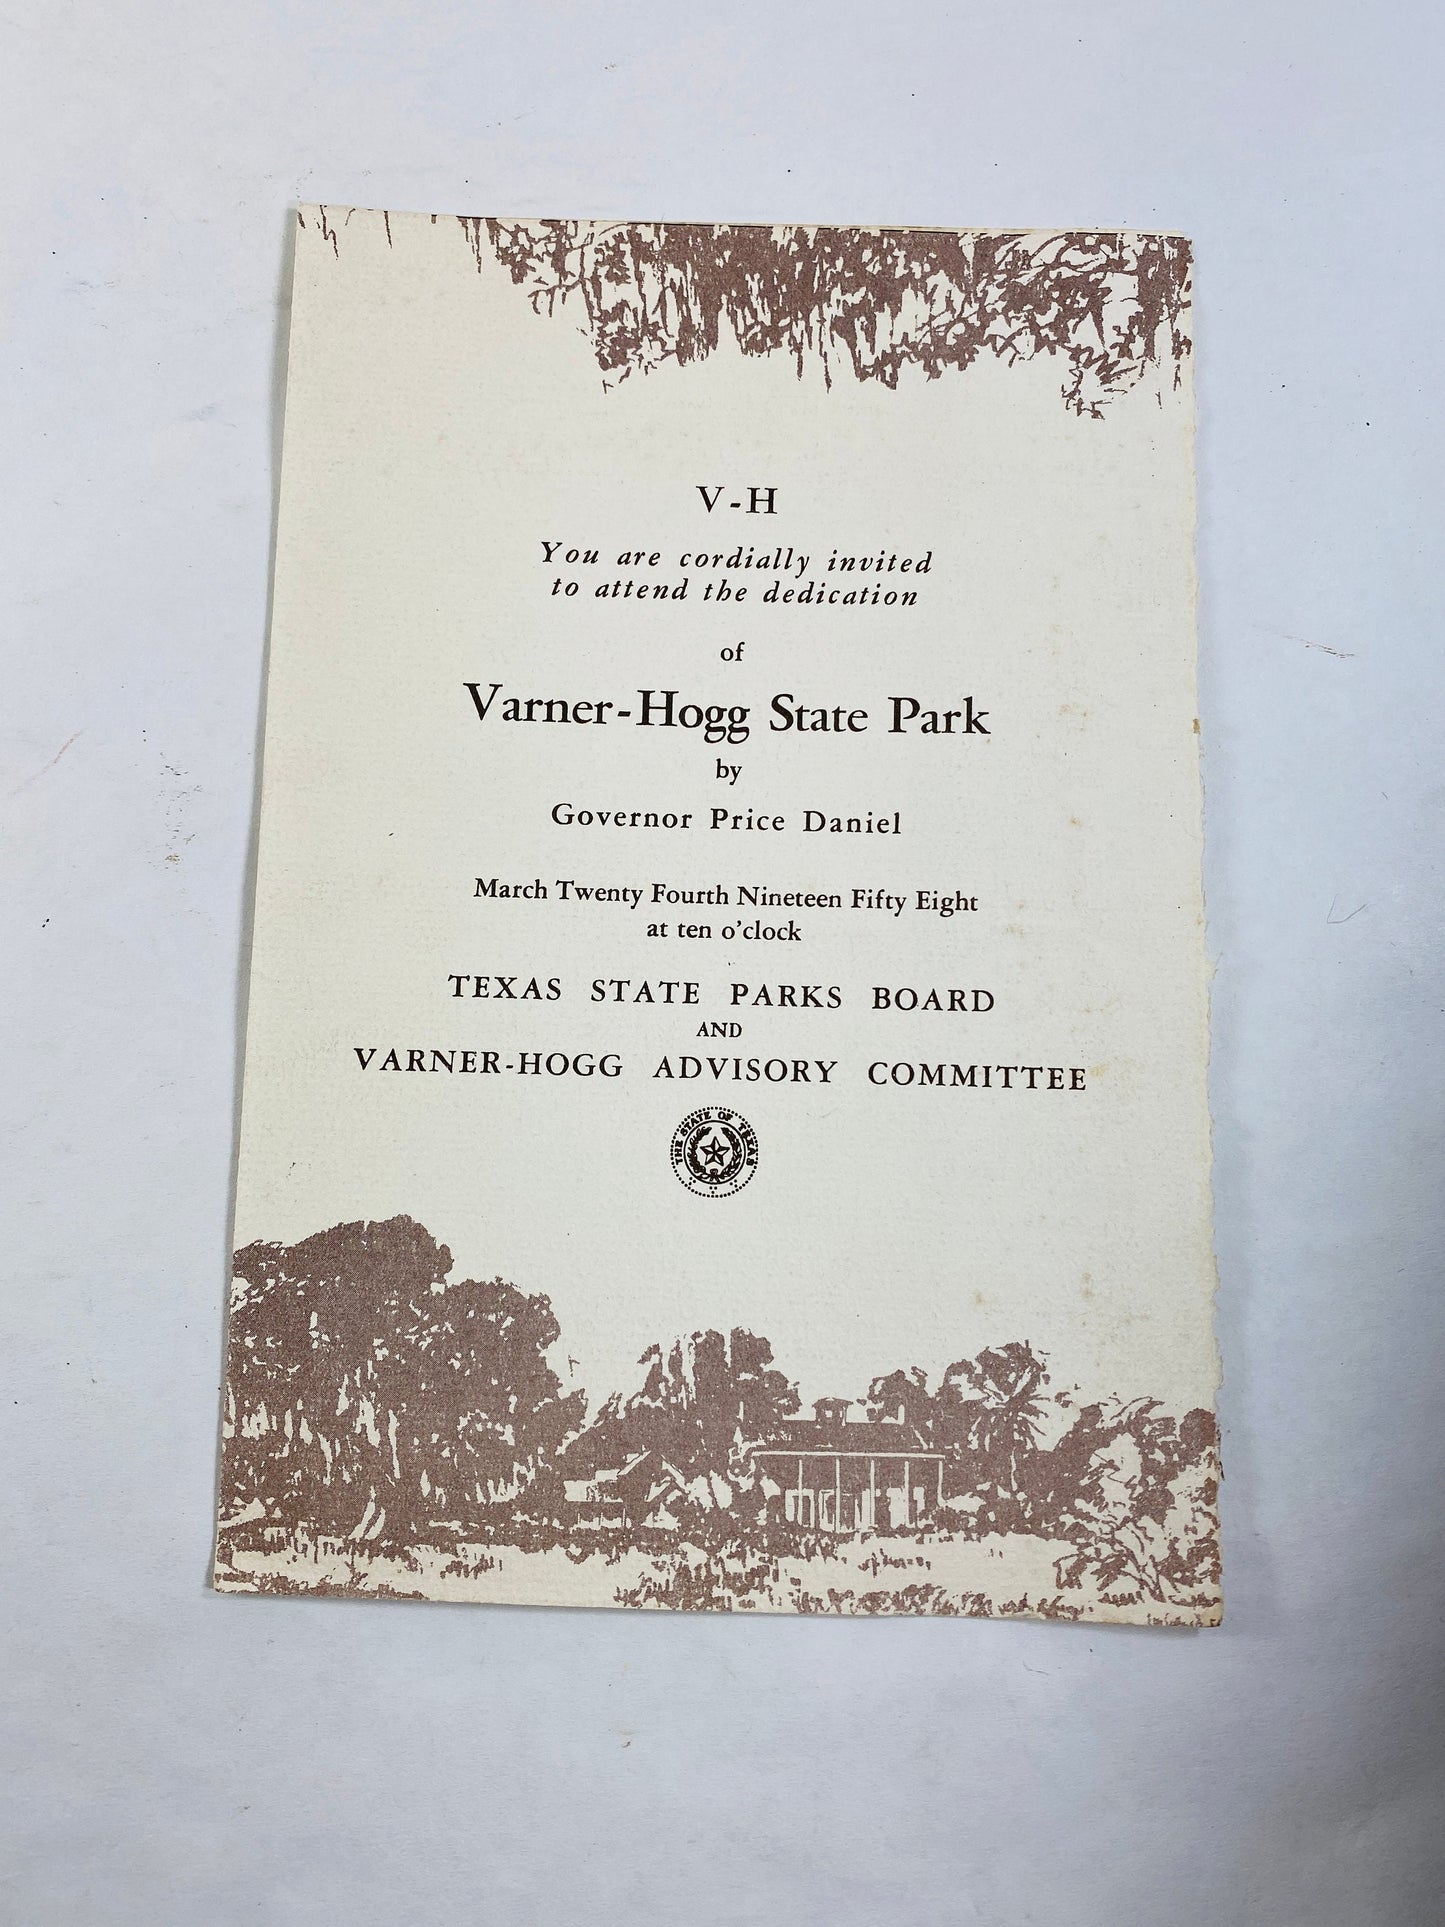 V-H
You are cordially invited
to attend the dedication
of
Varner-Hogg State Park
by
Governor Price Daniel
March Twenty Fourth Nineteen Fifty Eight
at ten o'clock
TEXAS STATE PARKS BOARD
AND
VARNER-HOGG ADVISORY COMMITTEE
THE STATE OF TEXAS